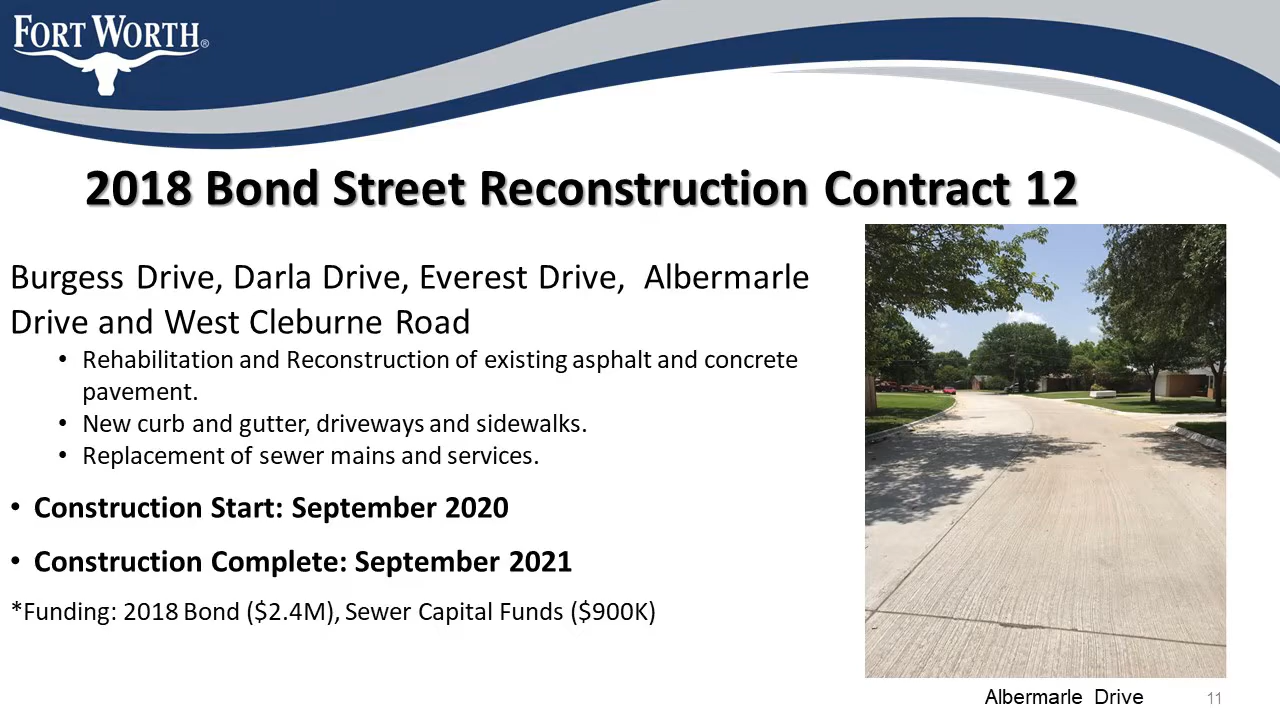 FORT WORTH®
2018 Bond Street Reconstruction Contract 12
Burgess Drive, Darla Drive, Everest Drive, Albermarle
Drive and West Cleburne Road
• Rehabilitation and Reconstruction of existing asphalt and concrete
pavement.
• New curb and gutter, driveways and sidewalks.
• Replacement of sewer mains and services.
• Construction Start: September 2020
• Construction Complete: September 2021
*Funding: 2018 Bond ($2.4M), Sewer Capital Funds ($900K)
Albermarle Drive
11